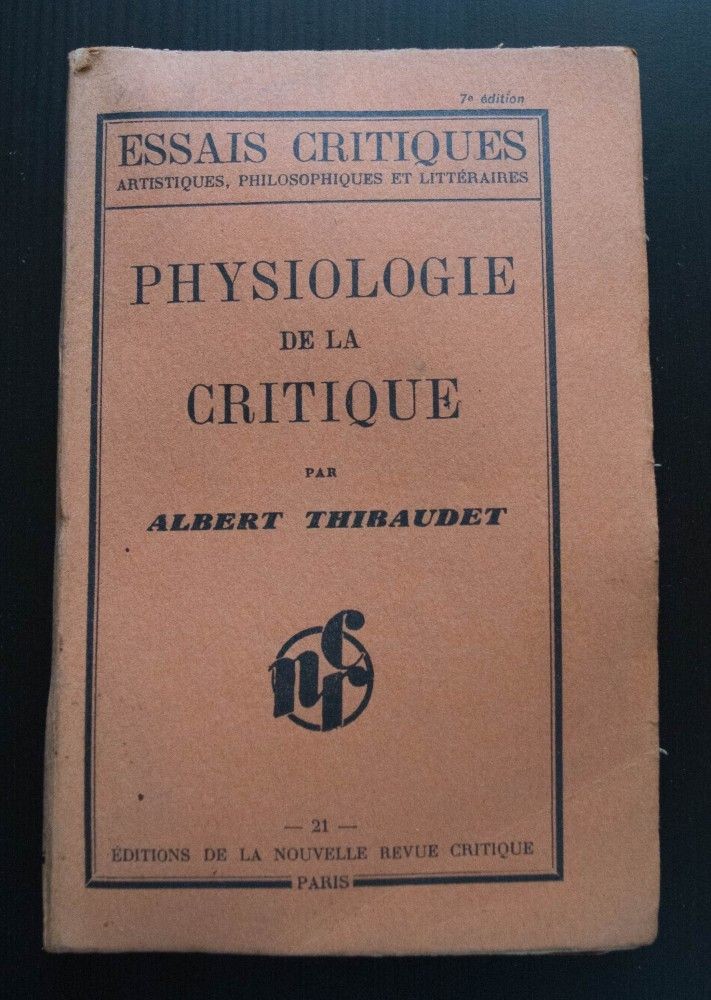 7e édition
ESSAIS CRITIQUES
ARTISTIQUES, PHILOSOPHIQUES ET LITTÉRAIRES
PHYSIOLOGIE
DE LA
CRITIQUE
PAR
ALBERT THIBAUDET
nrc
— 21 —
ÉDITIONS DE LA NOUVELLE REVUE CRITIQUE
PARIS